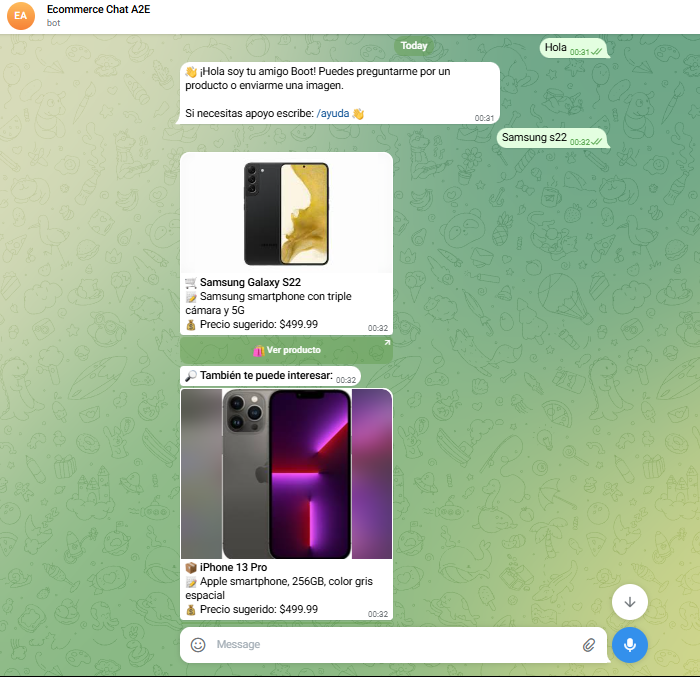 EA
Ecommerce Chat A2E
bot
Today
Hola 00:31
👋 ¡Hola soy tu amigo Boot! Puedes preguntarme por un
producto o enviarme una imagen.
Si necesitas apoyo escribe: /ayuda 👋
00:31
Samsung s22 00:32
🛒 Samsung Galaxy S22
📝 Samsung smartphone con triple
cámara y 5G
💰 Precio sugerido: $499.99
00:32
🛍️ Ver producto
🔎 También te puede interesar: 00:32
📦 iPhone 13 Pro
📝 Apple smartphone, 256GB, color gris
espacial
💰 Precio sugerido: $499.99
00:32
Message